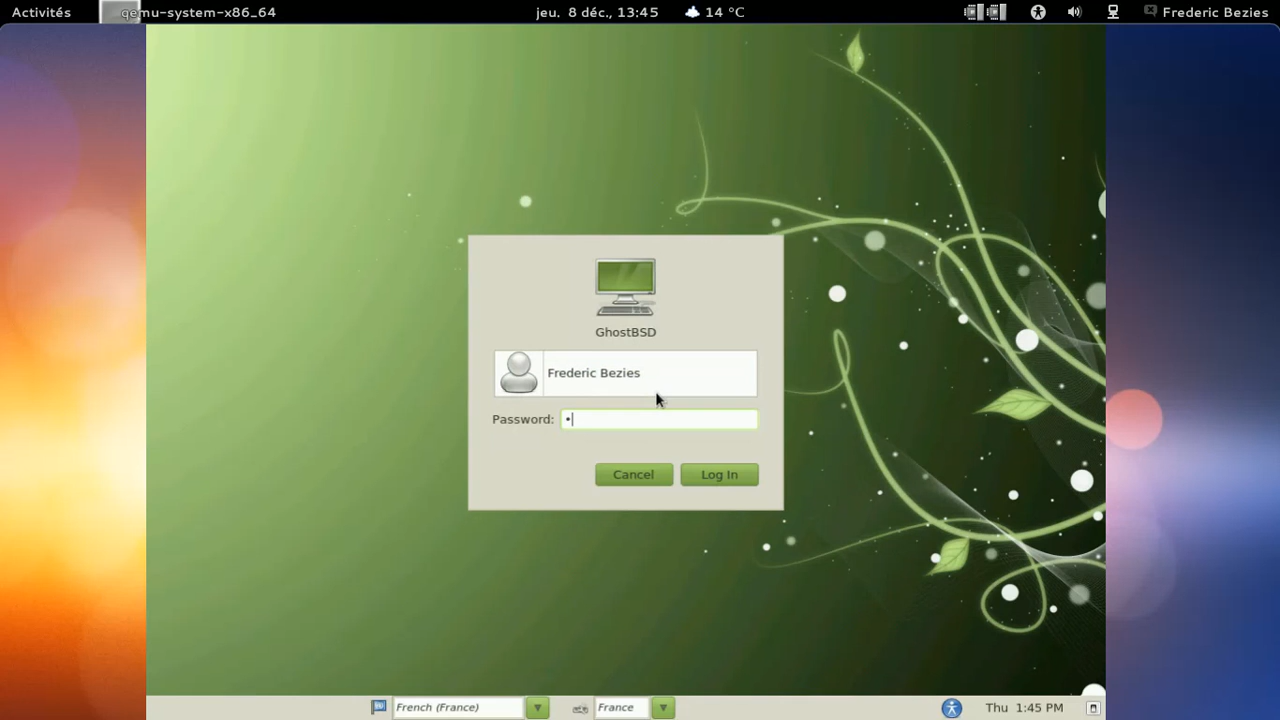 Activités qemu-system-x86_64 jeu. 8 déc., 13:45 14 °C Frederic Bezies
GhostBSD
Frederic Bezies
Password: •
Cancel Log In
French (France) France Thu 1:45 PM